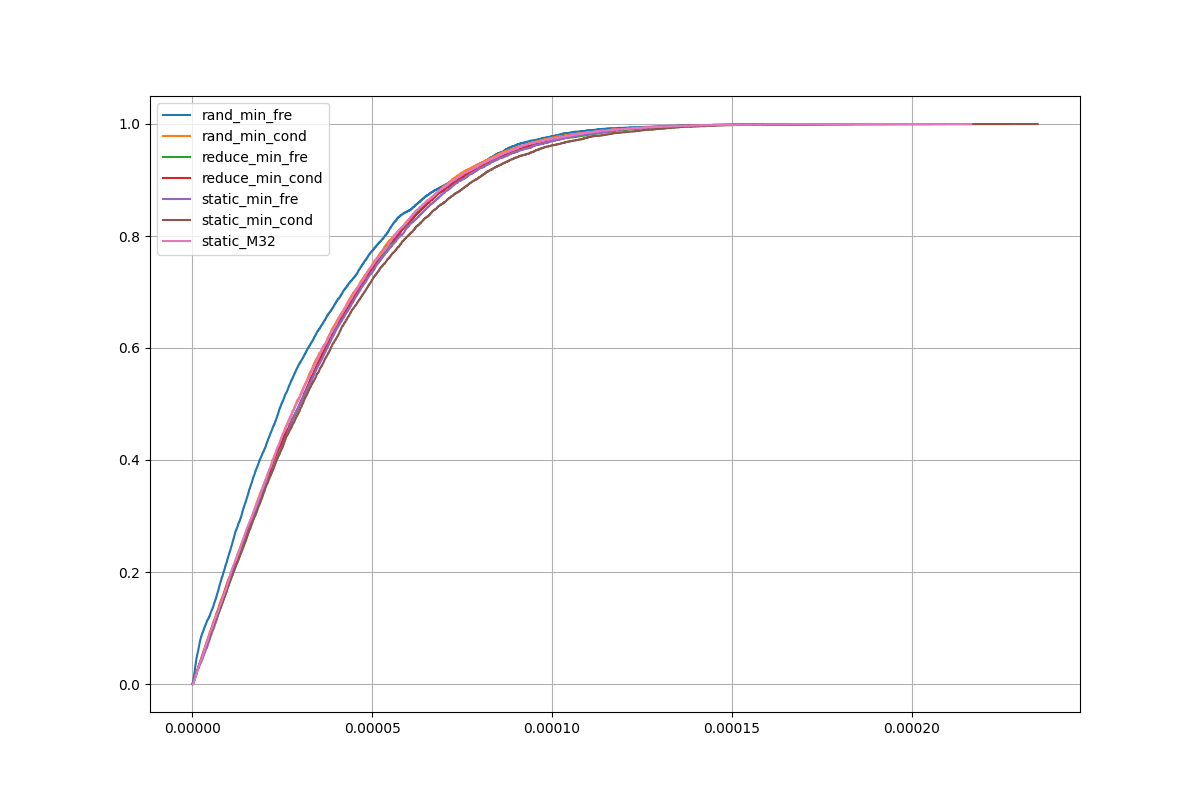 rand_min_fre
rand_min_cond
reduce_min_fre
reduce_min_cond
static_min_fre
static_min_cond
static_M32
1.0
0.8
0.6
0.4
0.2
0.0
0.00000 0.00005 0.00010 0.00015 0.00020